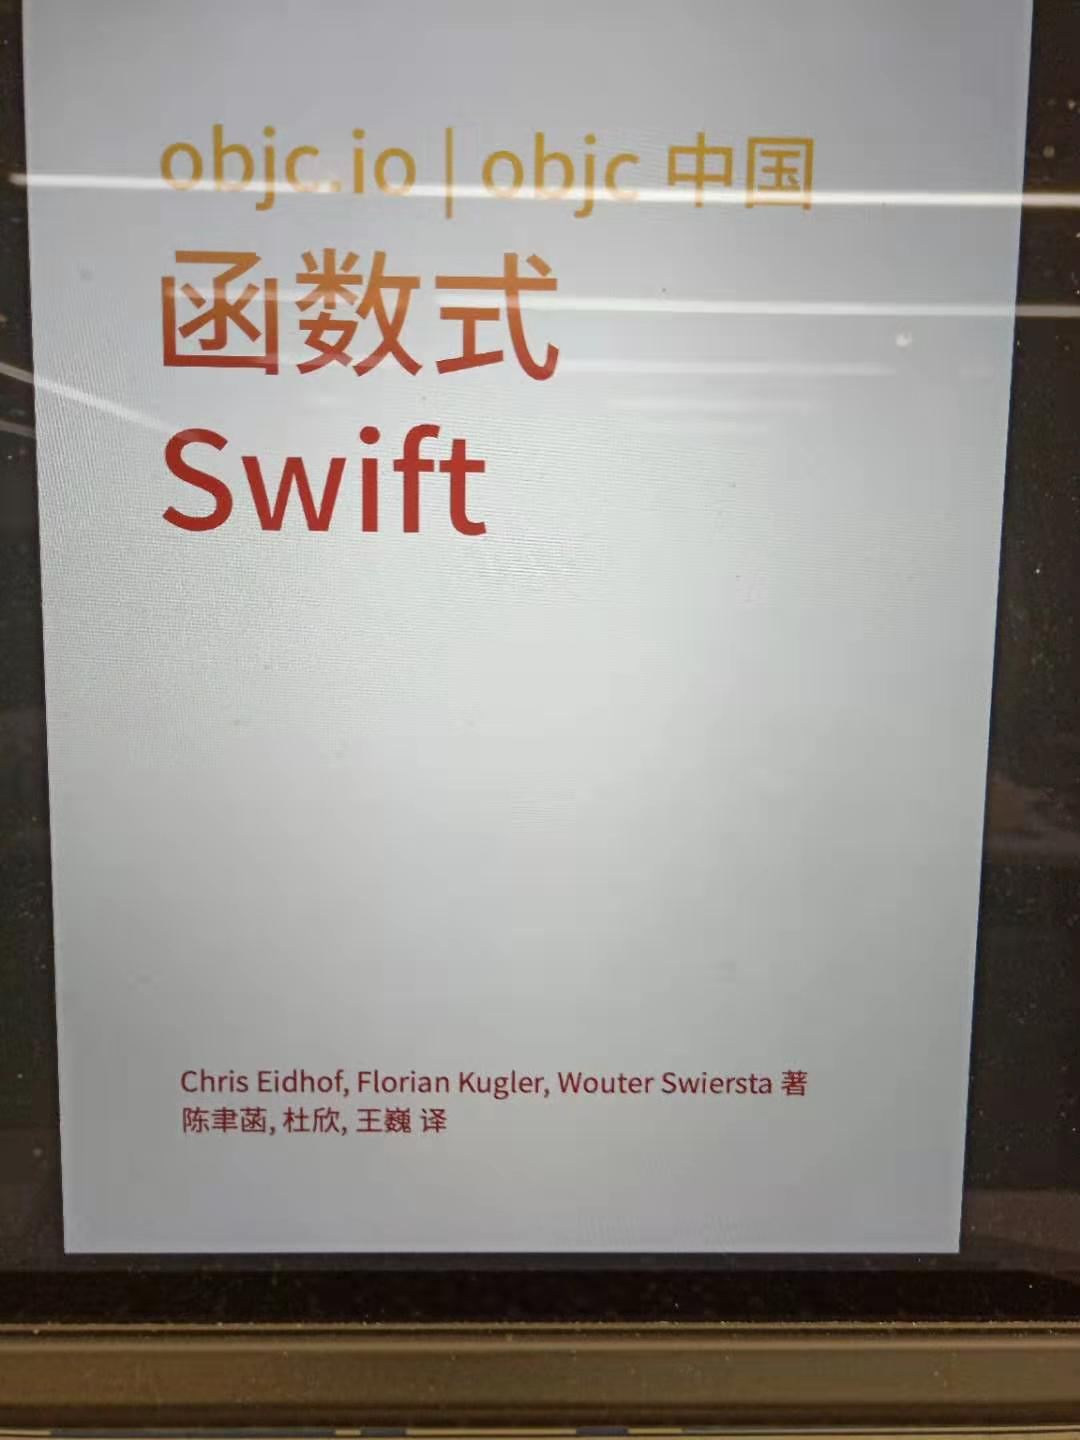 objc.io | objc 中国
函数式
Swift
Chris Eidhof, Florian Kugler, Wouter Swiersta 著
陈聿菡, 杜欣, 王巍 译